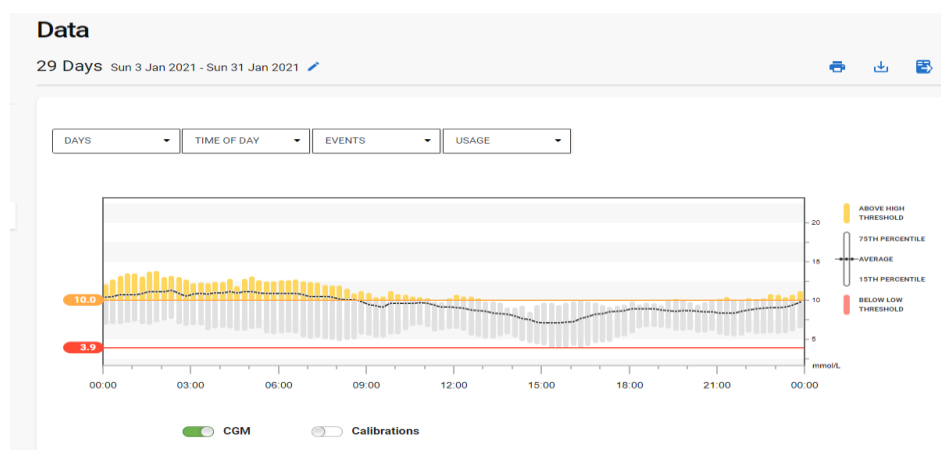 Data
29 Days Sun 3 Jan 2021 - Sun 31 Jan 2021
DAYS TIME OF DAY EVENTS USAGE
20
15
10
5
mmol/L
10.0
3.9
00:00 03:00 06:00 09:00 12:00 15:00 18:00 21:00 00:00
ABOVE HIGH
THRESHOLD
75TH PERCENTILE
AVERAGE
15TH PERCENTILE
BELOW LOW
THRESHOLD
CGM Calibrations